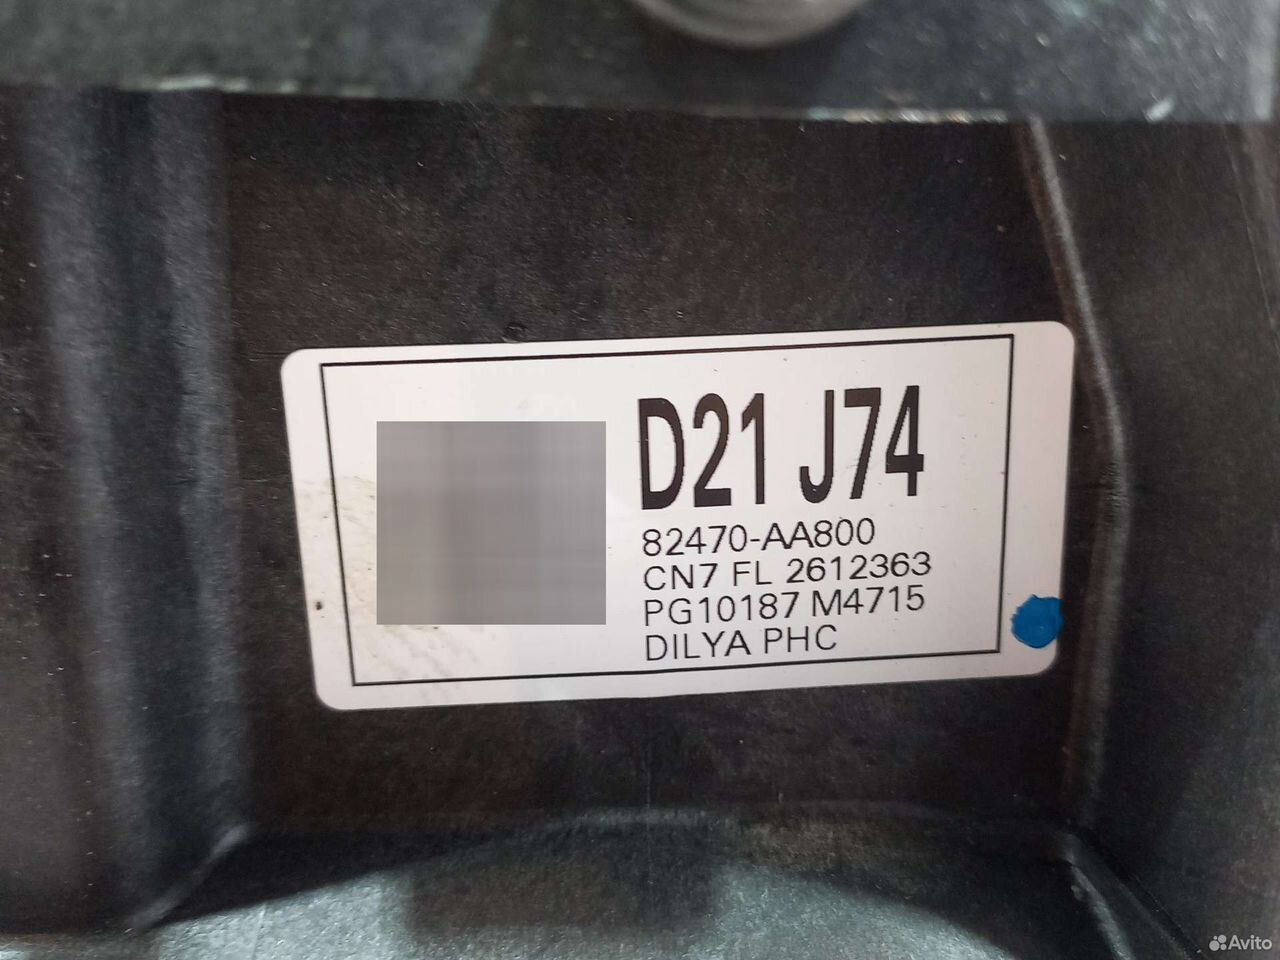 D21 J74
82470-AA800
CN7 FL 2612363
PG10187 M4715
DILYA PHC
Avito